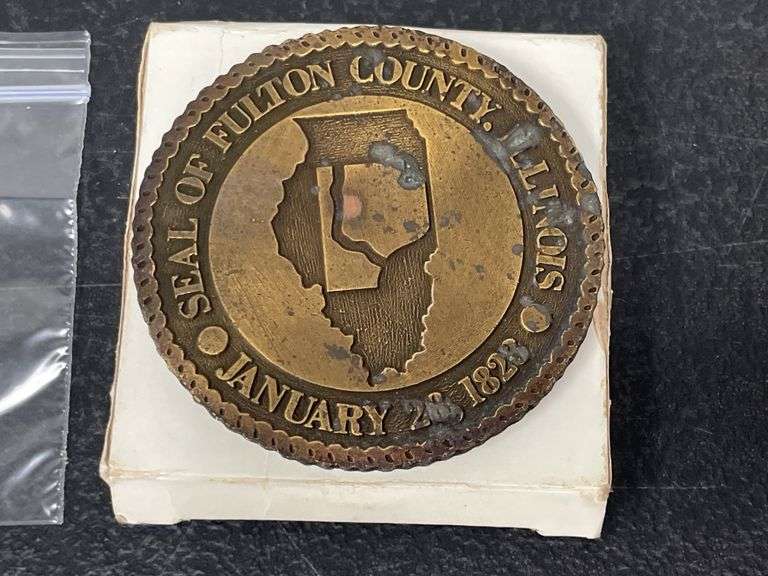 SEAL OF FULTON COUNTY, ILLINOIS
JANUARY 28, 1823